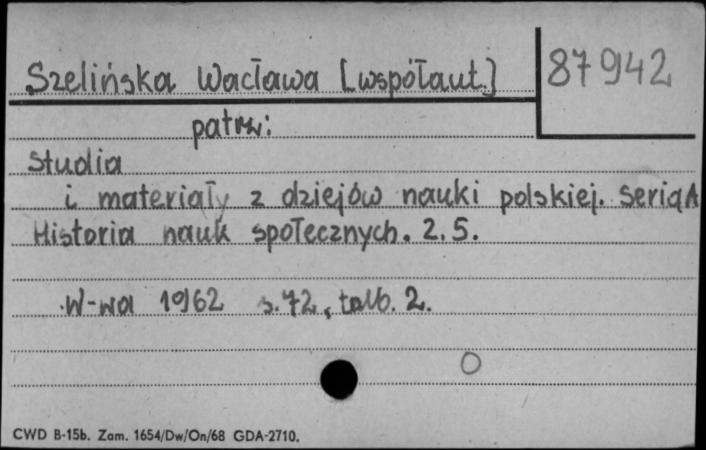 Szelińska Wacława [współaut.]
87942
patrz:
Studia
i materiały z dziejów nauki polskiej. Seria A
Historia nauk społecznych. Z. 5.
W-wa 1962 s. 72, tabl. 2.
CWD B-15b. Zam. 1654/Dw/On/68 GDA-2710.